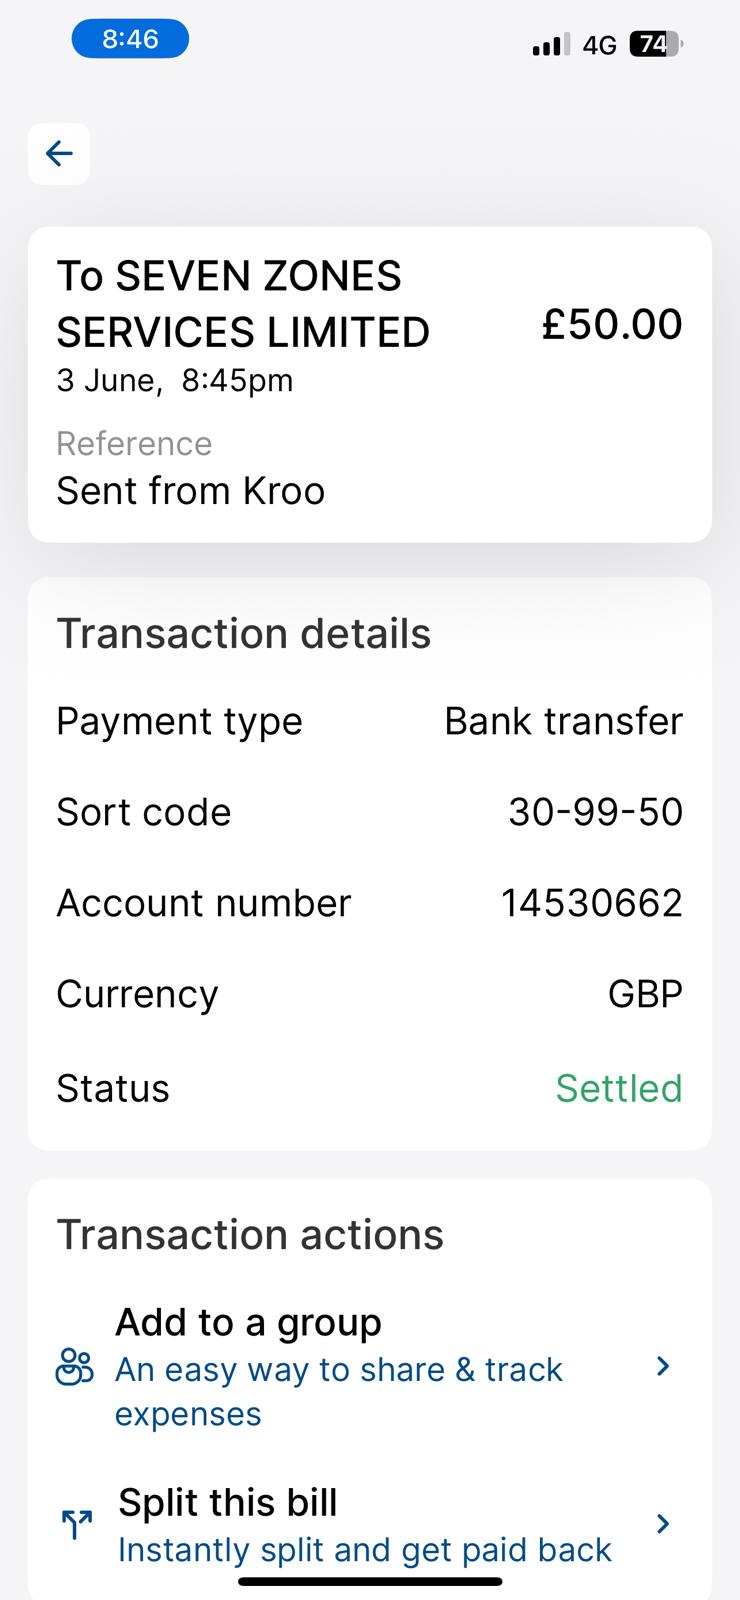 8:46
4G
74
To SEVEN ZONES
SERVICES LIMITED
£50.00
3 June, 8:45pm
Reference
Sent from Kroo
Transaction details
Payment type Bank transfer
Sort code 30-99-50
Account number 14530662
Currency GBP
Status Settled
Transaction actions
Add to a group
An easy way to share & track
expenses
Split this bill
Instantly split and get paid back